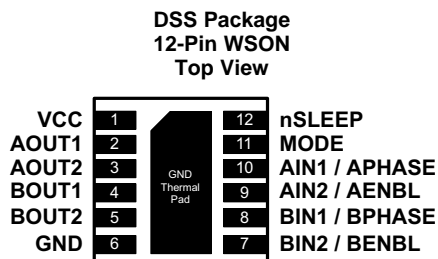 DSS Package
12-Pin WSON
Top View
VCC 1 12 nSLEEP
AOUT1 2 11 MODE
AOUT2 3 10 AIN1 / APHASE
BOUT1 4 9 AIN2 / AENBL
BOUT2 5 8 BIN1 / BPHASE
GND 6 7 BIN2 / BENBL
GND
Thermal
Pad